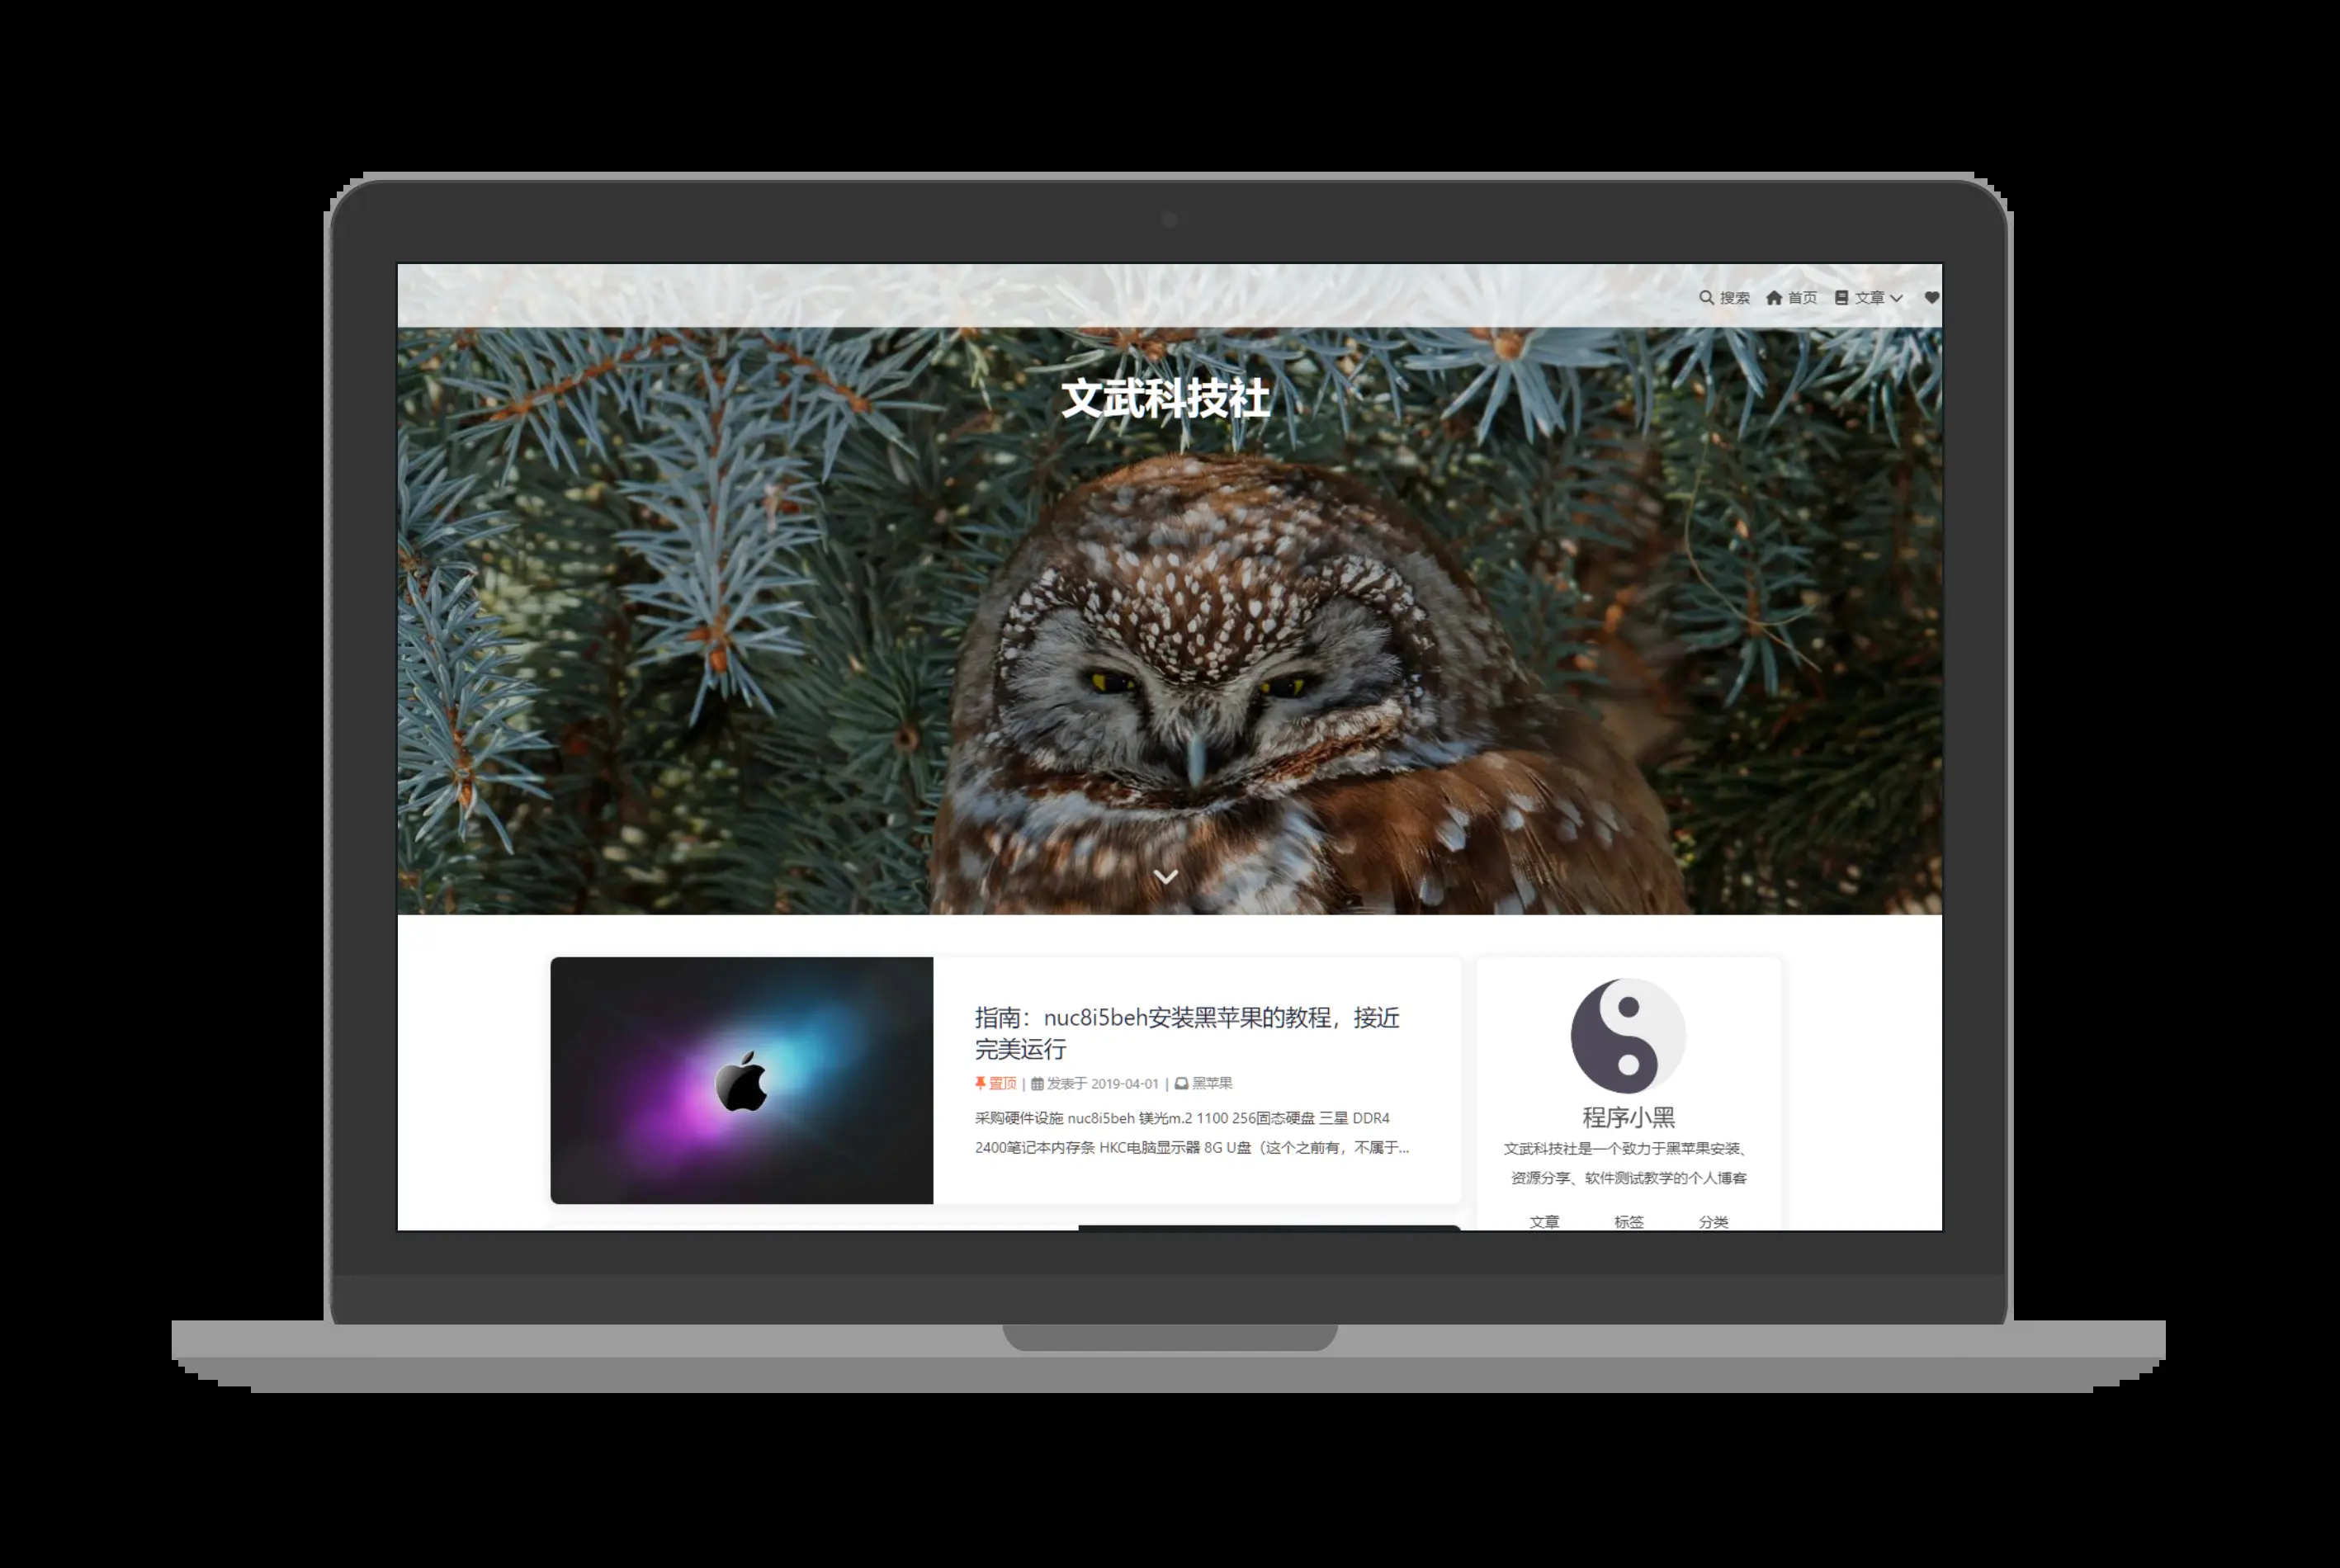 搜索 首页 文章
文武科技社
指南：nuc8i5beh安装黑苹果的教程，接近
完美运行
置顶 | 发表于 2019-04-01 | 黑苹果
采购硬件设施 nuc8i5beh 镁光m.2 1100 256固态硬盘 三星 DDR4
2400笔记本内存条 HKC电脑显示器 8G U盘（这个之前有，不属于...
程序小黑
文武科技社是一个致力于黑苹果安装、
资源分享、软件测试教学的个人博客
文章 标签 分类